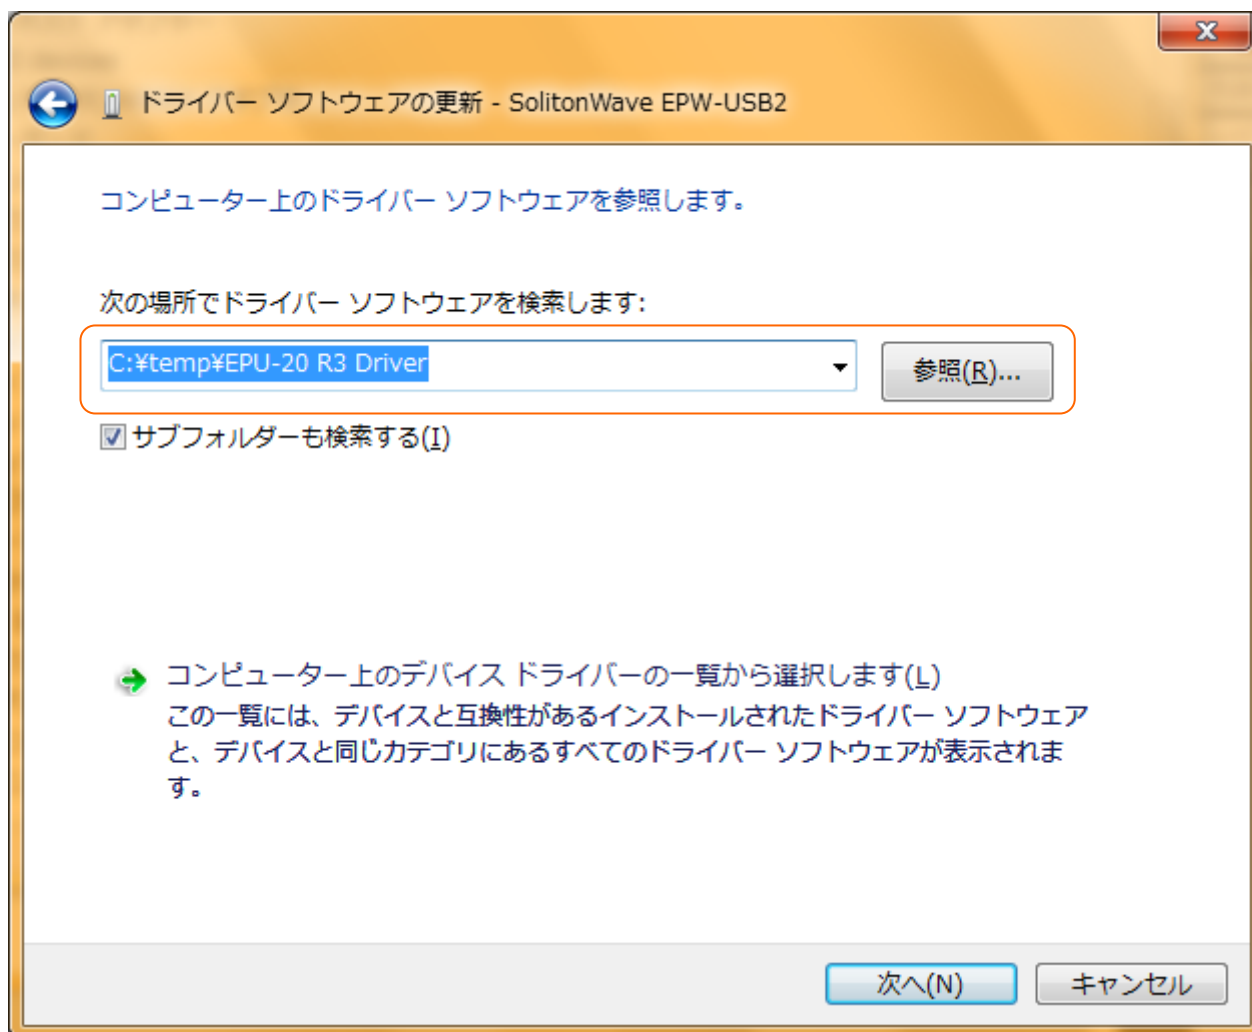 ドライバー ソフトウェアの更新 - SolitonWave EPW-USB2
コンピューター上のドライバー ソフトウェアを参照します。
次の場所でドライバー ソフトウェアを検索します:
C:¥temp¥EPU-20 R3 Driver
参照(R)...
サブフォルダーも検索する(I)
コンピューター上のデバイス ドライバーの一覧から選択します(L)
この一覧には、デバイスと互換性があるインストールされたドライバー ソフトウェア
と、デバイスと同じカテゴリにあるすべてのドライバー ソフトウェアが表示されま
す。
次へ(N)
キャンセル